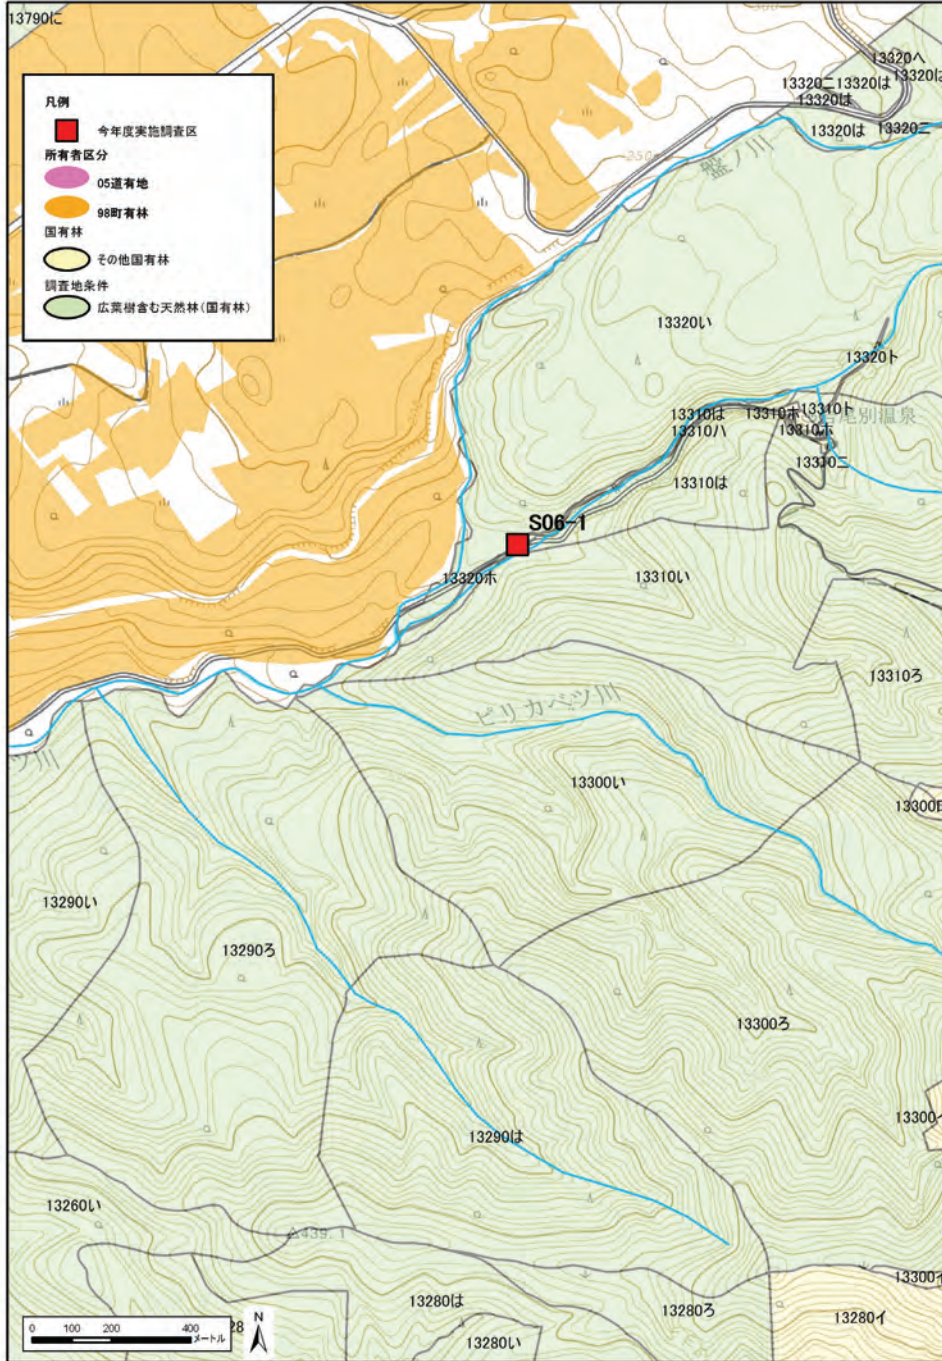 13790に
凡例
今年度実施調査区
所有者区分
05道有地
98町有林
国有林
その他国有林
調査地条件
広葉樹含む天然林(国有林)
300
13320へ
13320ニ
13320は
13320は
13320は
13320は
13320ニ
250
盤ノ川
13320い
13320ト
13310は
13310ホ
13310ト
13310ハ
13310ホ
尾別温泉
13310ニ
13310は
S06-1
13320ホ
13310い
13310ろ
ピリカベツ川
ツ川
13300い
13290い
13290ろ
13300ろ
13290は
13260い
439.1
13280は
13280ろ
13280イ
13280い
28
0 100 200 400
メートル
N